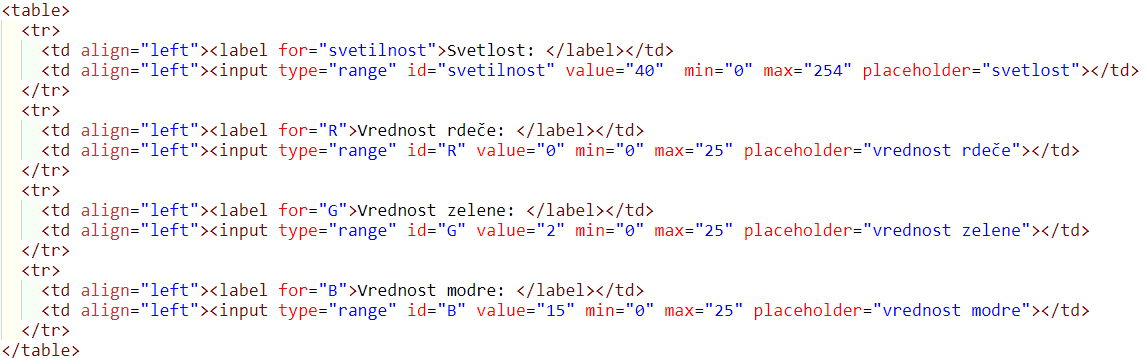 <table>
  <tr>
    <td align="left"><label for="svetilnost">Svetlost: </label></td>
    <td align="left"><input type="range" id="svetilnost" value="40"  min="0" max="254" placeholder="svetlost"></td>
  </tr>
  <tr>
    <td align="left"><label for="R">Vrednost rdeče: </label></td>
    <td align="left"><input type="range" id="R" value="0" min="0" max="25" placeholder="vrednost rdeče"></td>
  </tr>
  <tr>
    <td align="left"><label for="G">Vrednost zelene: </label></td>
    <td align="left"><input type="range" id="G" value="2" min="0" max="25" placeholder="vrednost zelene"></td>
  </tr>
  <tr>
    <td align="left"><label for="B">Vrednost modre: </label></td>
    <td align="left"><input type="range" id="B" value="15" min="0" max="25" placeholder="vrednost modre"></td>
  </tr>
</table>